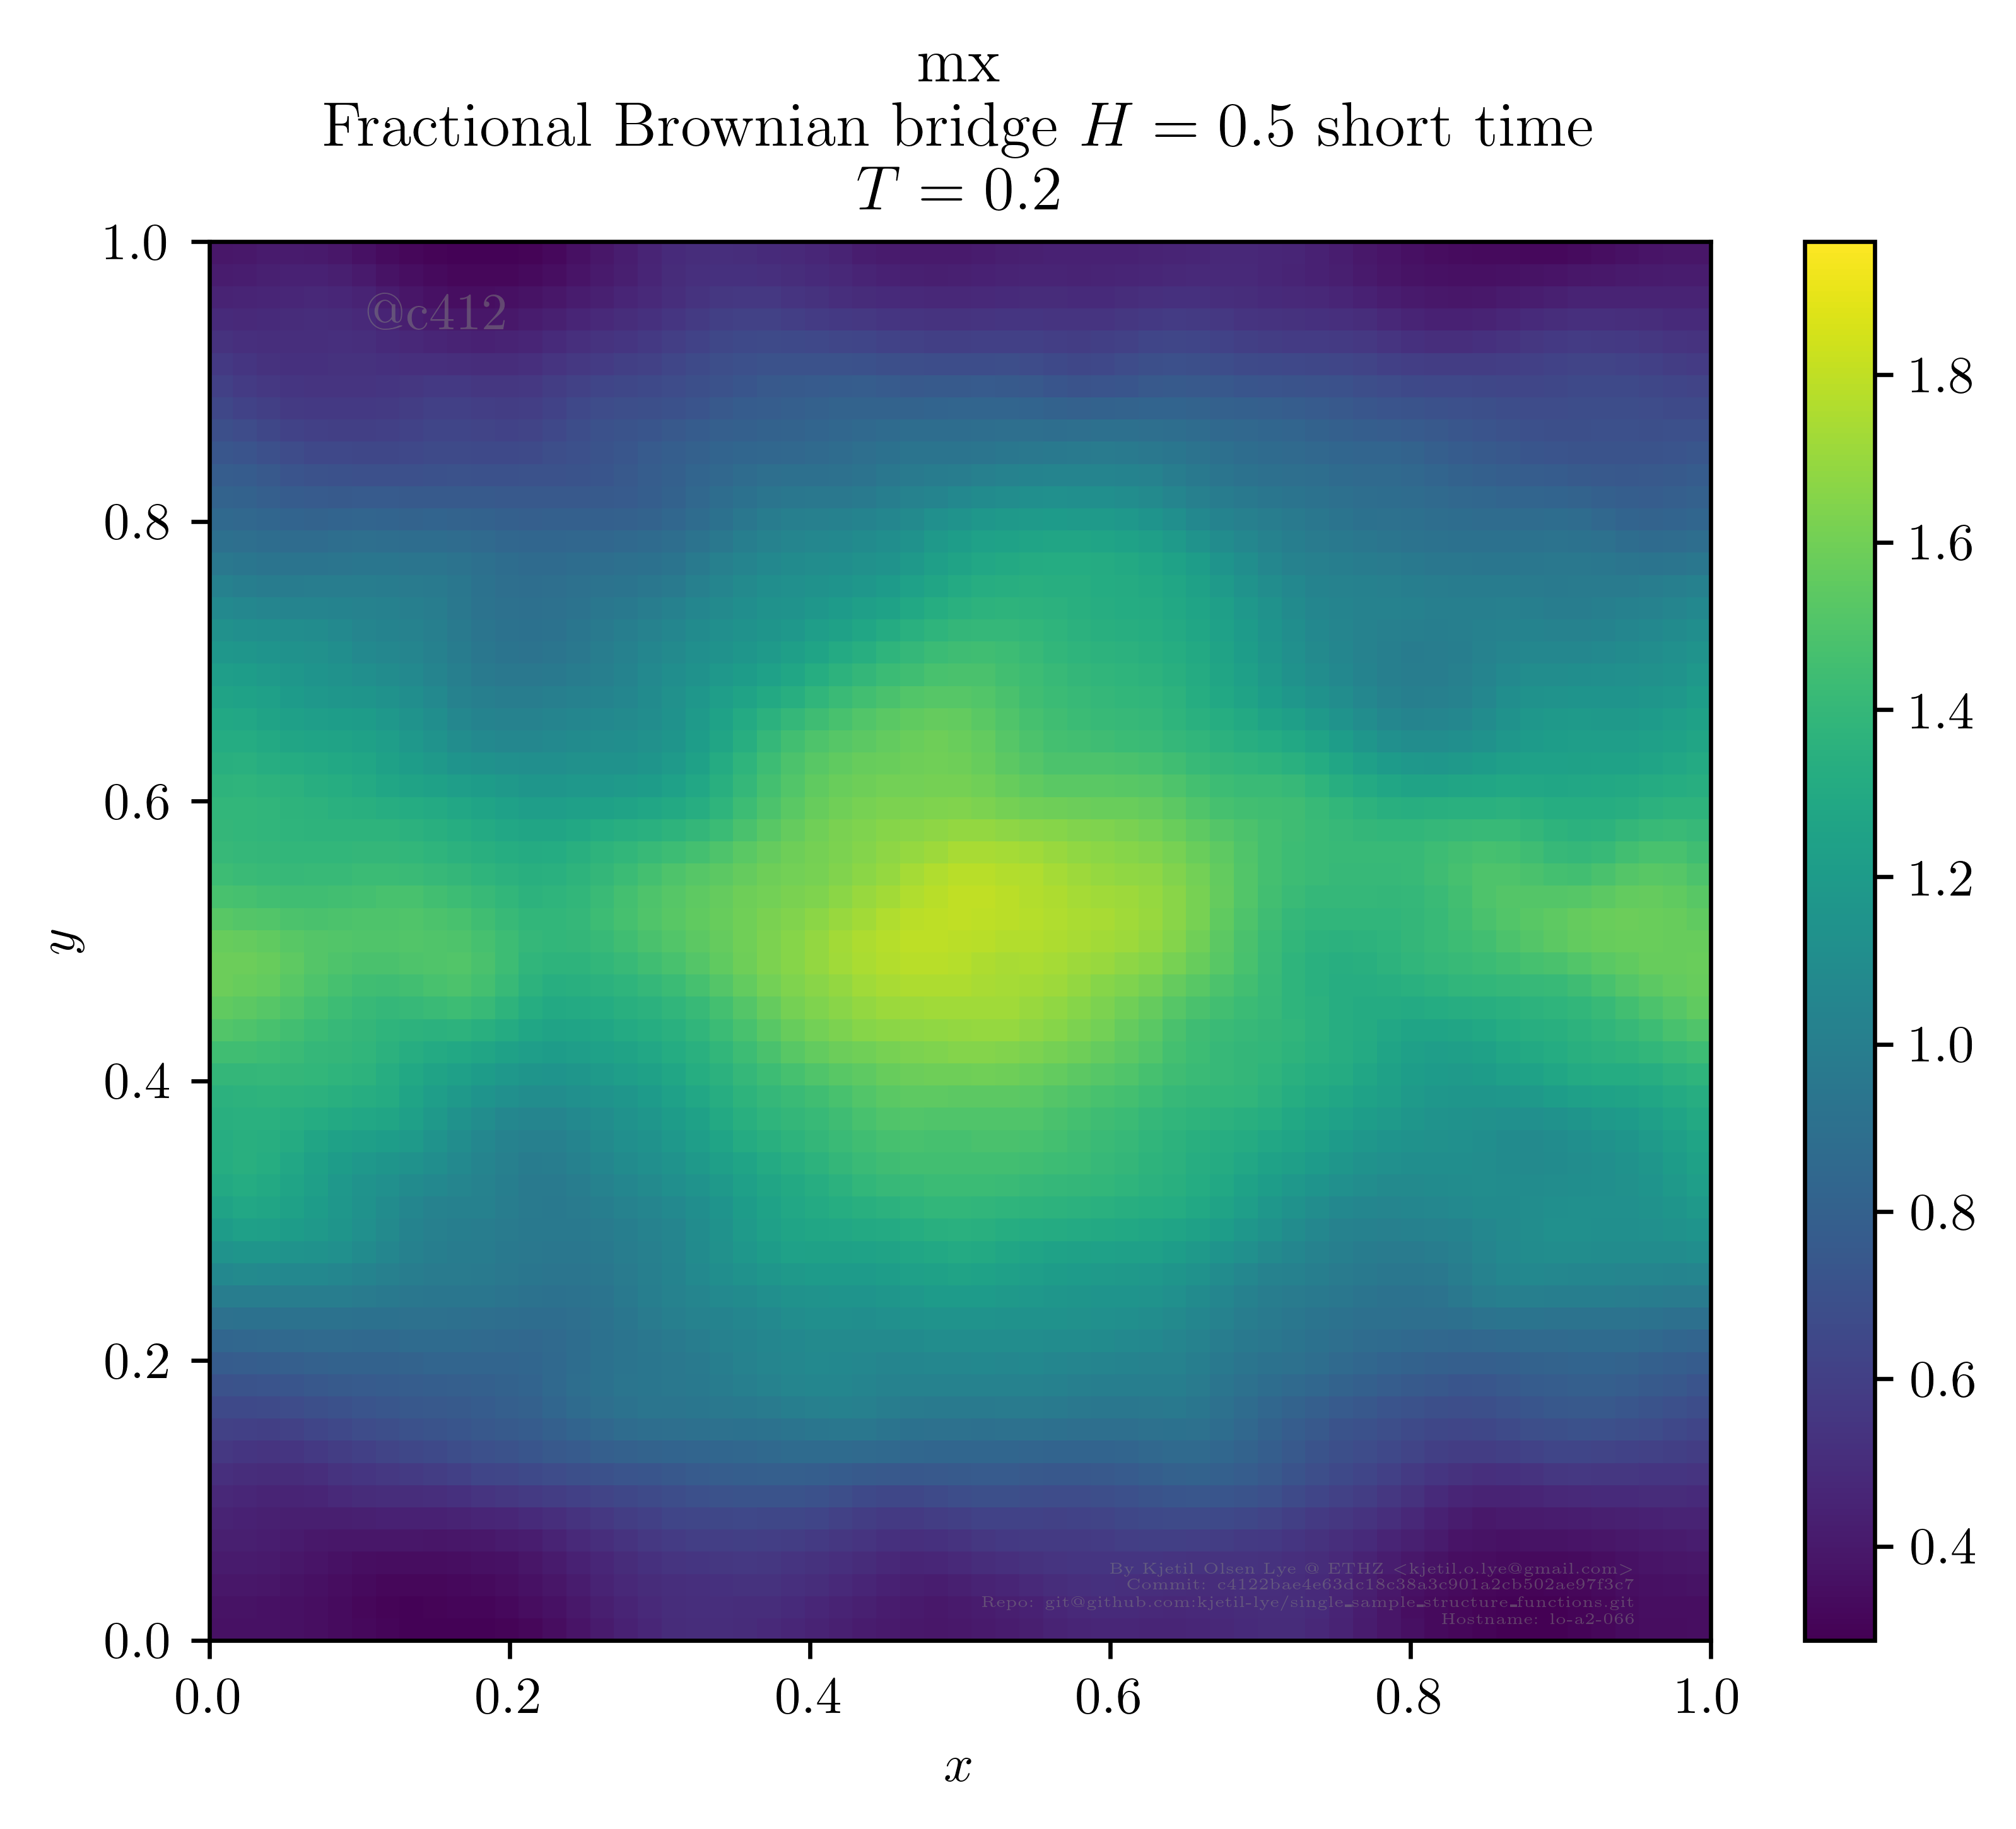 mx
Fractional Brownian bridge H = 0.5 short time
T = 0.2
@c412
1.0
0.8
0.6
0.4
0.2
0.0
y
0.0 0.2 0.4 0.6 0.8 1.0
x
1.8
1.6
1.4
1.2
1.0
0.8
0.6
0.4
By Kjetil Olsen Lye @ ETHZ <kjetil.o.lye@gmail.com>
Commit: c4122bae4e63dc18c38a3c901a2cb502ae97f3c7
Repo: git@github.com:kjetil-lye/single_sample_structure_functions.git
Hostname: lo-a2-066